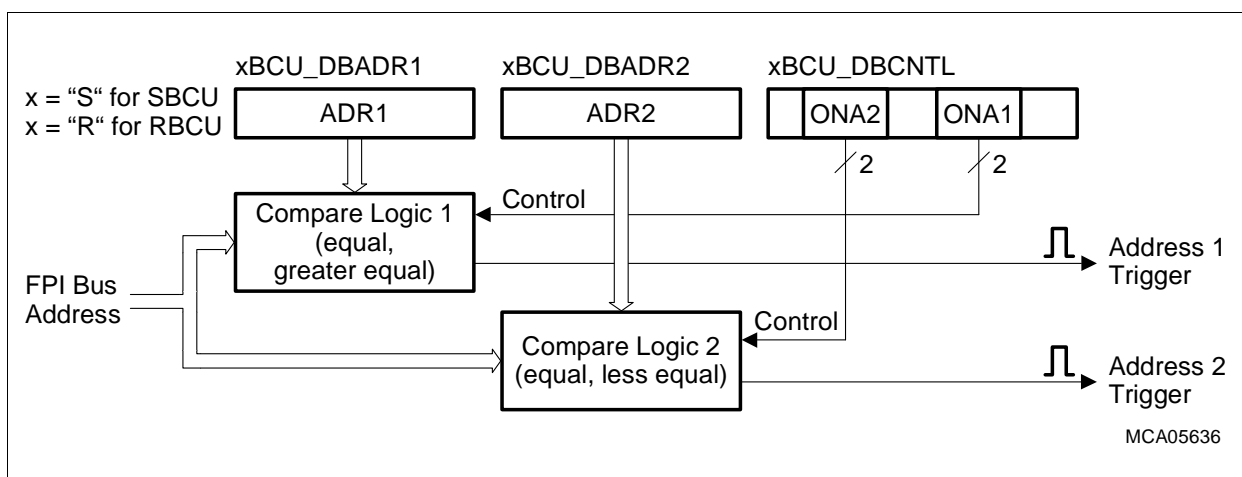 xBCU_DBADR1
xBCU_DBADR2
xBCU_DBCNTL
x = “S“ for SBCU
x = “R“ for RBCU
ADR1
ADR2
ONA2
ONA1
2
2
Control
Compare Logic 1
(equal,
greater equal)
FPI Bus
Address
Address 1
Trigger
Control
Compare Logic 2
(equal, less equal)
Address 2
Trigger
MCA05636